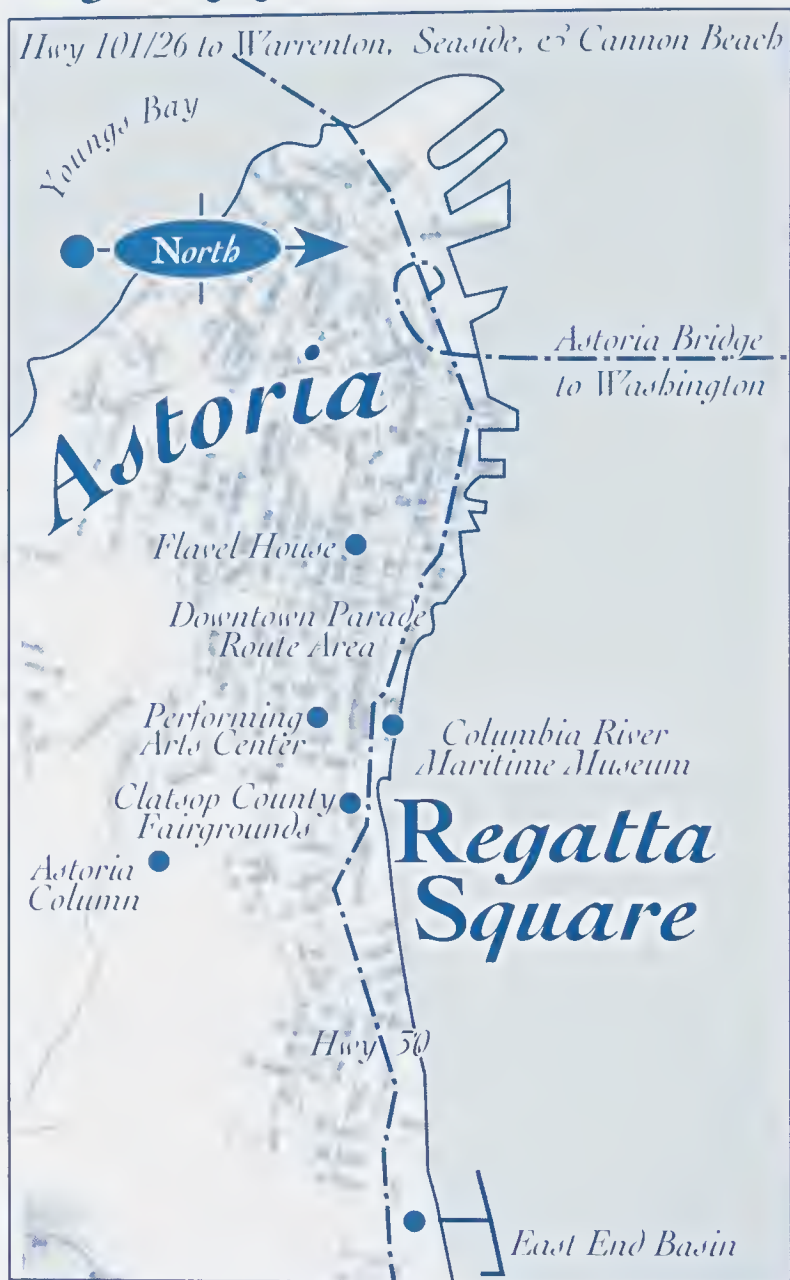 Hwy 101/26 to Warrenton, Seaside, & Cannon Beach
Youngs Bay
North
Astoria Bridge
to Washington
Astoria
Flavel House
Downtown Parade
Route Area
Performing
Arts Center
Columbia River
Maritime Museum
Clatsop County
Fairgrounds
Regatta
Square
Astoria
Column
Hwy 30
East End Basin